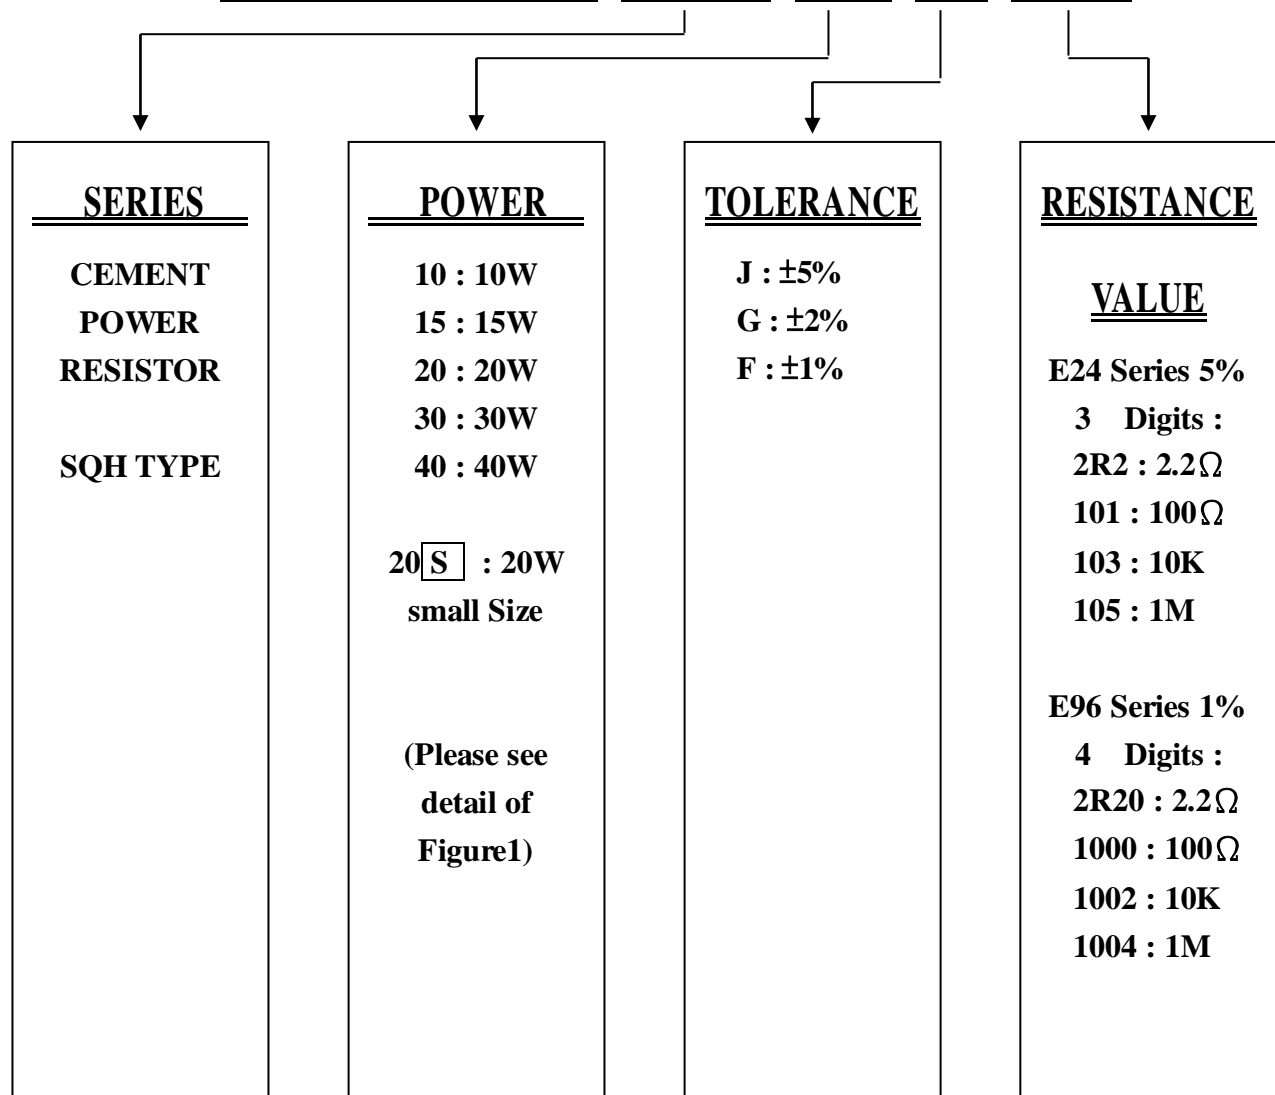 SERIES
CEMENT
POWER
RESISTOR
SQH TYPE
POWER
10 : 10W
15 : 15W
20 : 20W
30 : 30W
40 : 40W
20 S : 20W
small Size
(Please see
detail of
Figure1)
TOLERANCE
J : ±5%
G : ±2%
F : ±1%
RESISTANCE
VALUE
E24 Series 5%
3 Digits :
2R2 : 2.2Ω
101 : 100Ω
103 : 10K
105 : 1M
E96 Series 1%
4 Digits :
2R20 : 2.2Ω
1000 : 100Ω
1002 : 10K
1004 : 1M